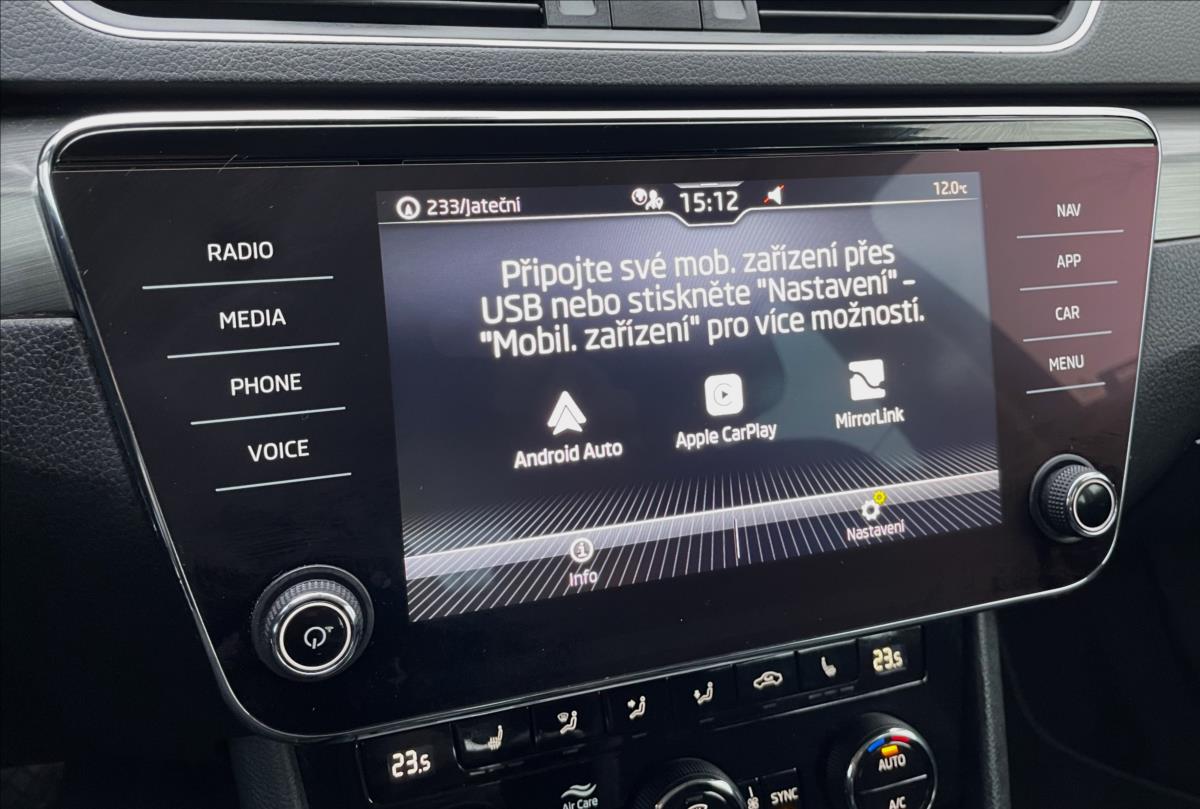 233/Jateční
15:12
12.0°C
RADIO
MEDIA
PHONE
VOICE
Připojte své mob. zařízení přes
USB nebo stiskněte "Nastavení" -
"Mobil. zařízení" pro více možností.
Android Auto
Apple CarPlay
MirrorLink
Info
Nastavení
NAV
APP
CAR
MENU
23.5
23.5
Air Care
SYNC
AUTO
A/C